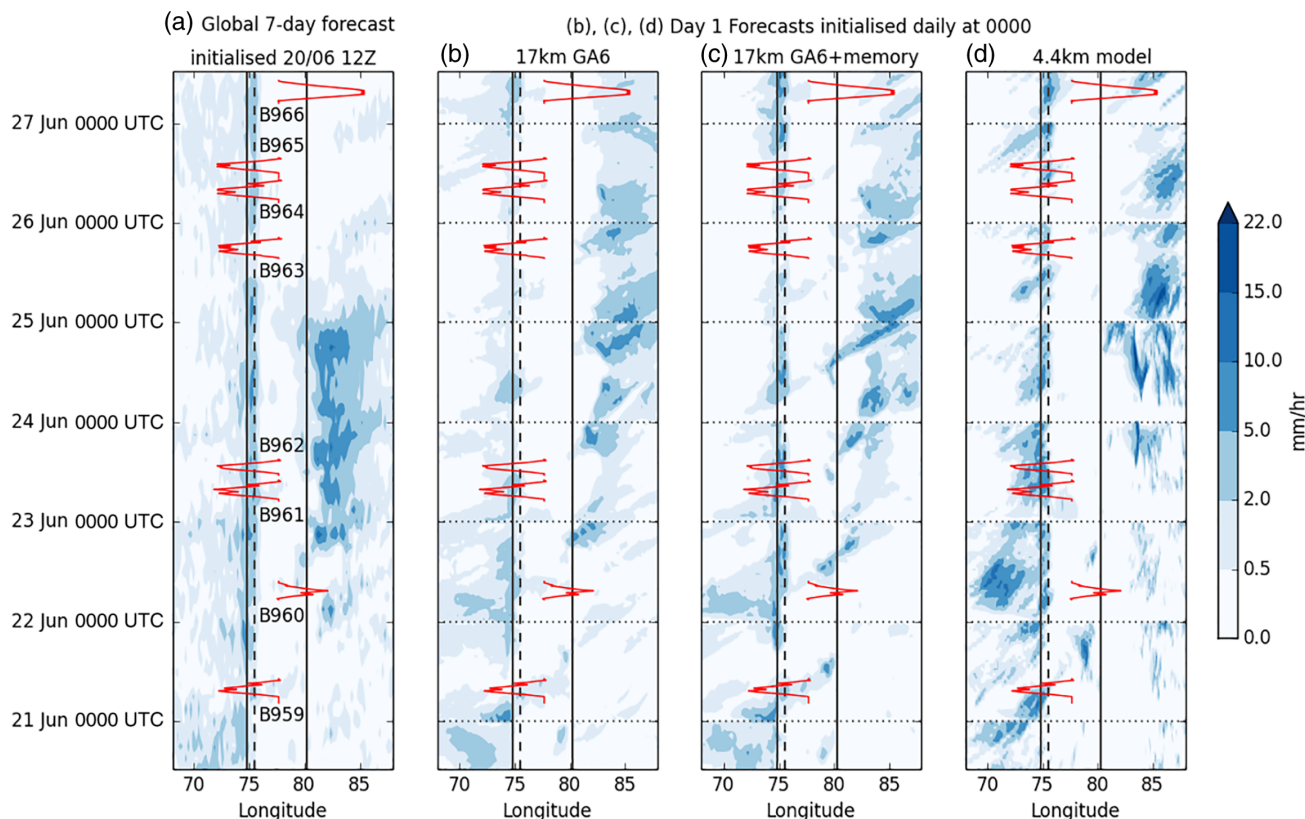 (a) Global 7-day forecast
initialised 20/06 12Z
(b), (c), (d) Day 1 Forecasts initialised daily at 0000
(b) 17km GA6
(c) 17km GA6+memory
(d) 4.4km model
27 Jun 0000 UTC
26 Jun 0000 UTC
25 Jun 0000 UTC
24 Jun 0000 UTC
23 Jun 0000 UTC
22 Jun 0000 UTC
21 Jun 0000 UTC
B966
B965
B964
B963
B962
B961
B960
B959
70 75 80 85
Longitude
70 75 80 85
Longitude
70 75 80 85
Longitude
70 75 80 85
Longitude
22.0
15.0
10.0
5.0
2.0
0.5
0.0
mm/hr